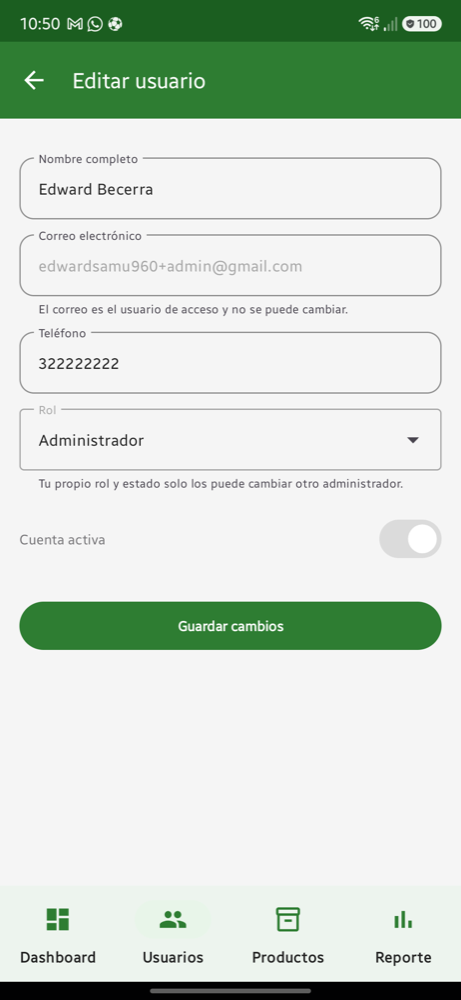 10:50
100
Editar usuario
Nombre completo
Edward Becerra
Correo electrónico
edwardsamu960+admin@gmail.com
El correo es el usuario de acceso y no se puede cambiar.
Teléfono
322222222
Rol
Administrador
Tu propio rol y estado solo los puede cambiar otro administrador.
Cuenta activa
Guardar cambios
Dashboard
Usuarios
Productos
Reporte